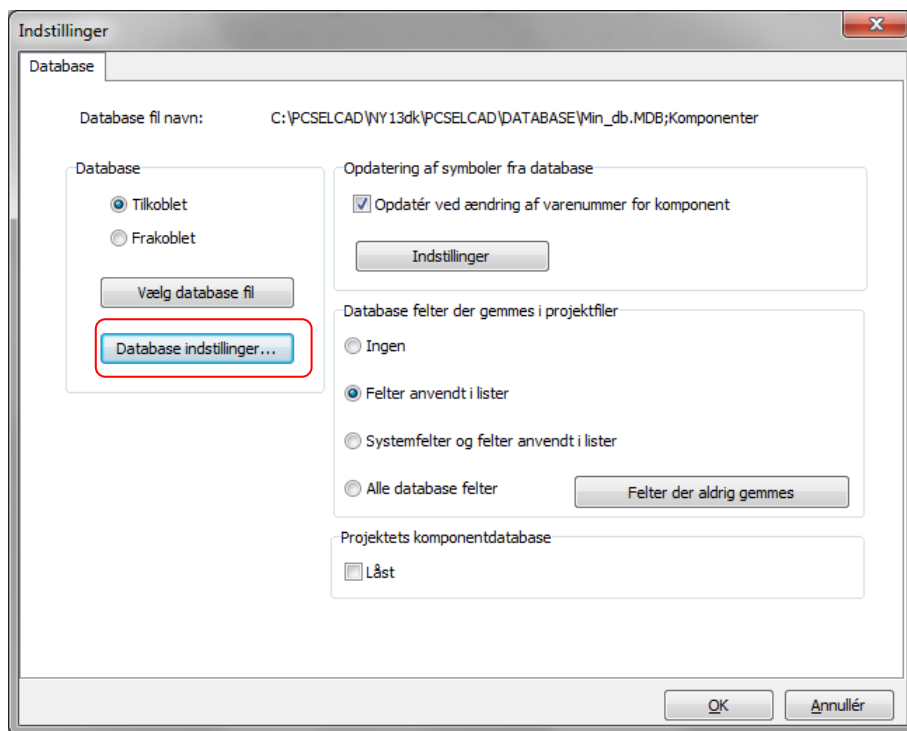 Indstillinger
Database
Database fil navn: C:\PCSELCAD\NY13dk\PCSELCAD\DATABASE\Min_db.MDB;Komponenter
Database
Tilkoblet
Frakoblet
Vælg database fil
Database indstillinger...
Opdatering af symboler fra database
Opdatér ved ændring af varenummer for komponent
Indstillinger
Database felter der gemmes i projektfiler
Ingen
Felter anvendt i lister
Systemfelter og felter anvendt i lister
Alle database felter
Felter der aldrig gemmes
Projektets komponentdatabase
Låst
OK
Annullér